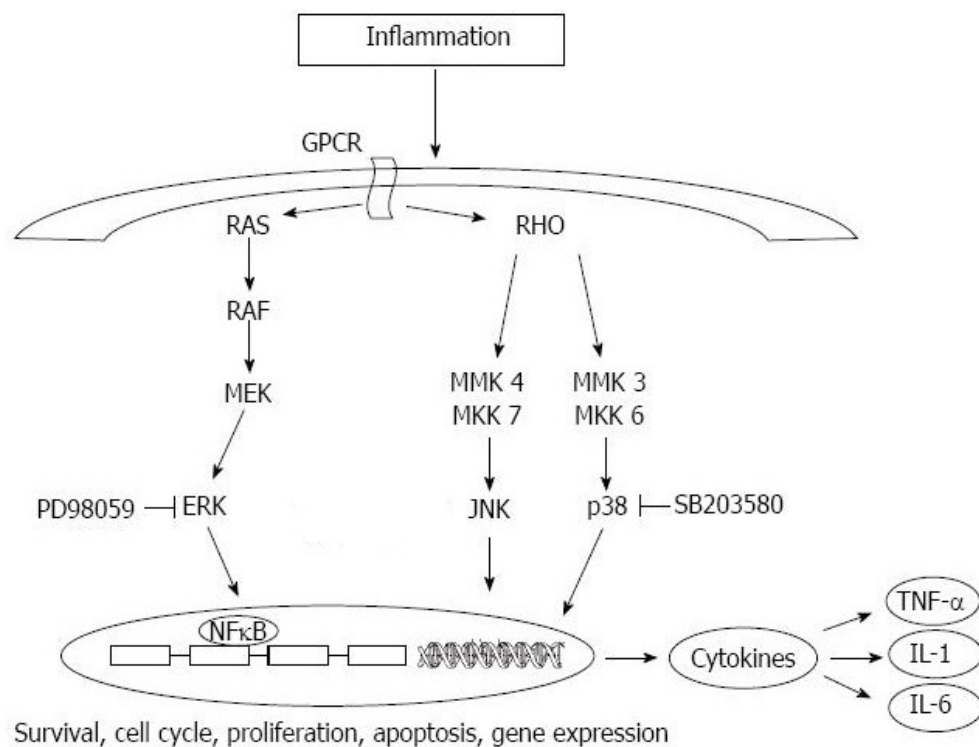 Inflammation
GPCR
RAS
RHO
RAF
MEK
MMK 4
MMK 3
MKK 7
MKK 6
PD98059
ERK
JNK
p38
SB203580
NFκB
Cytokines
TNF-α
IL-1
IL-6
Survival, cell cycle, proliferation, apoptosis, gene expression